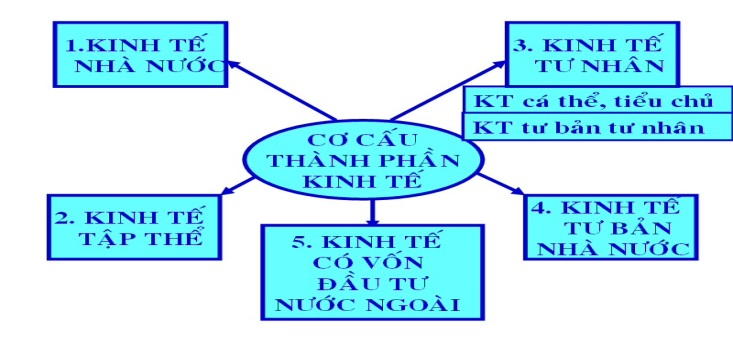 1.KINH TẾ
NHÀ NƯỚC
3. KINH TẾ
TƯ NHÂN
KT cá thể, tiểu chủ
KT tư bản tư nhân
CƠ CẤU
THÀNH PHẦN
KINH TẾ
2. KINH TẾ
TẬP THỂ
5. KINH TẾ
CÓ VỐN
ĐẦU TƯ
NƯỚC NGOÀI
4. KINH TẾ
TƯ BẢN
NHÀ NƯỚC